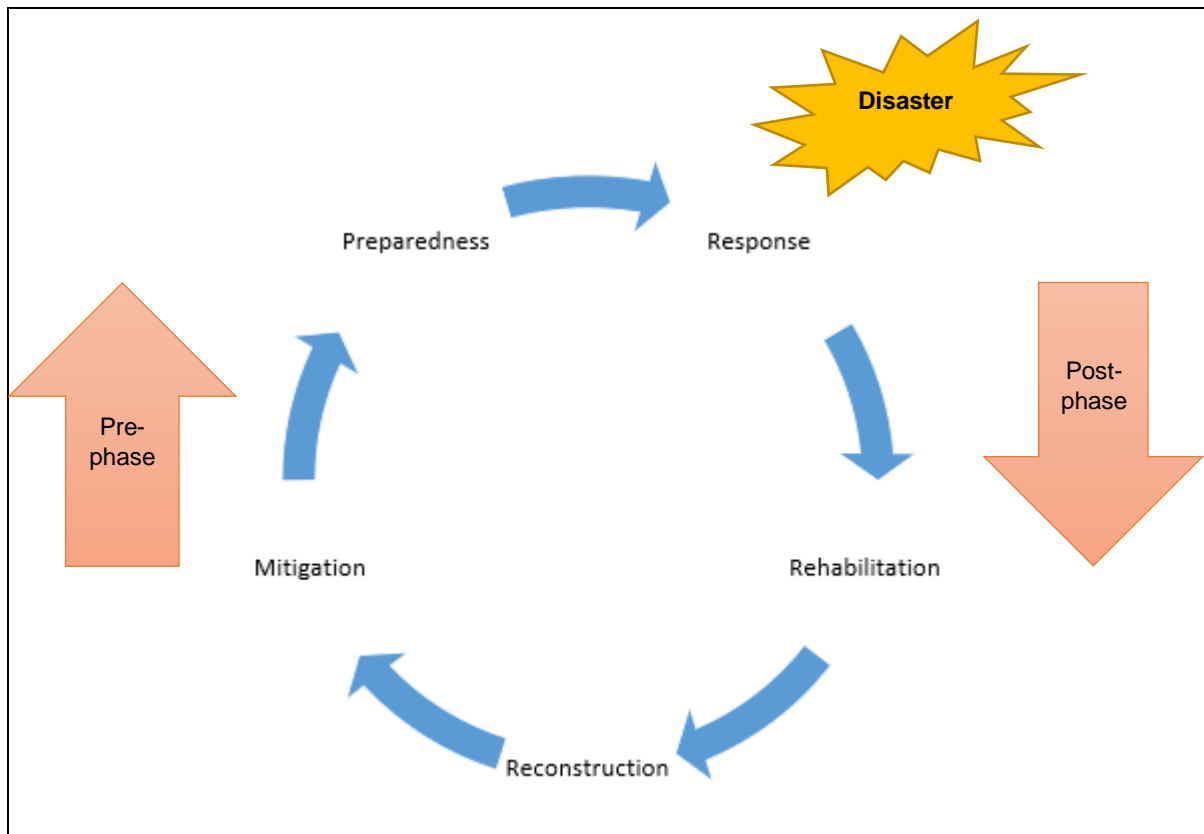 Disaster
Preparedness
Response
Pre-
phase
Post-
phase
Mitigation
Rehabilitation
Reconstruction